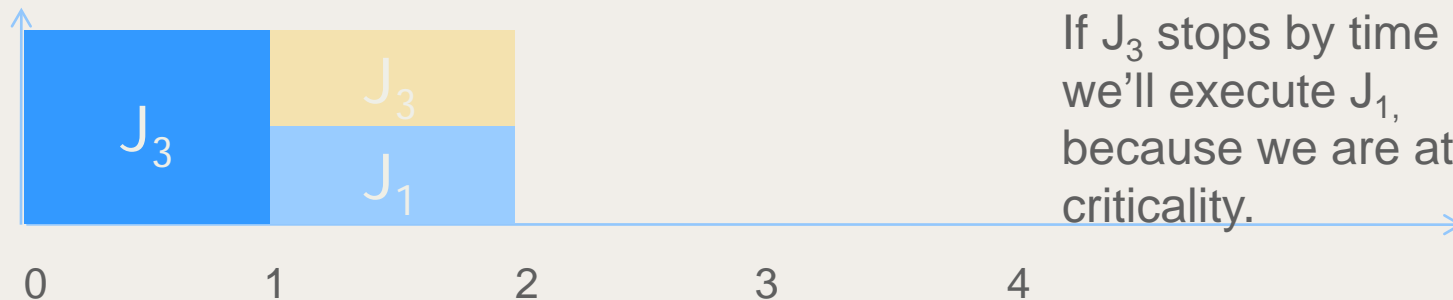 If J₃ stops by time
we'll execute J₁,
because we are at
criticality.
J₃
J₃
J₁
0 1 2 3 4